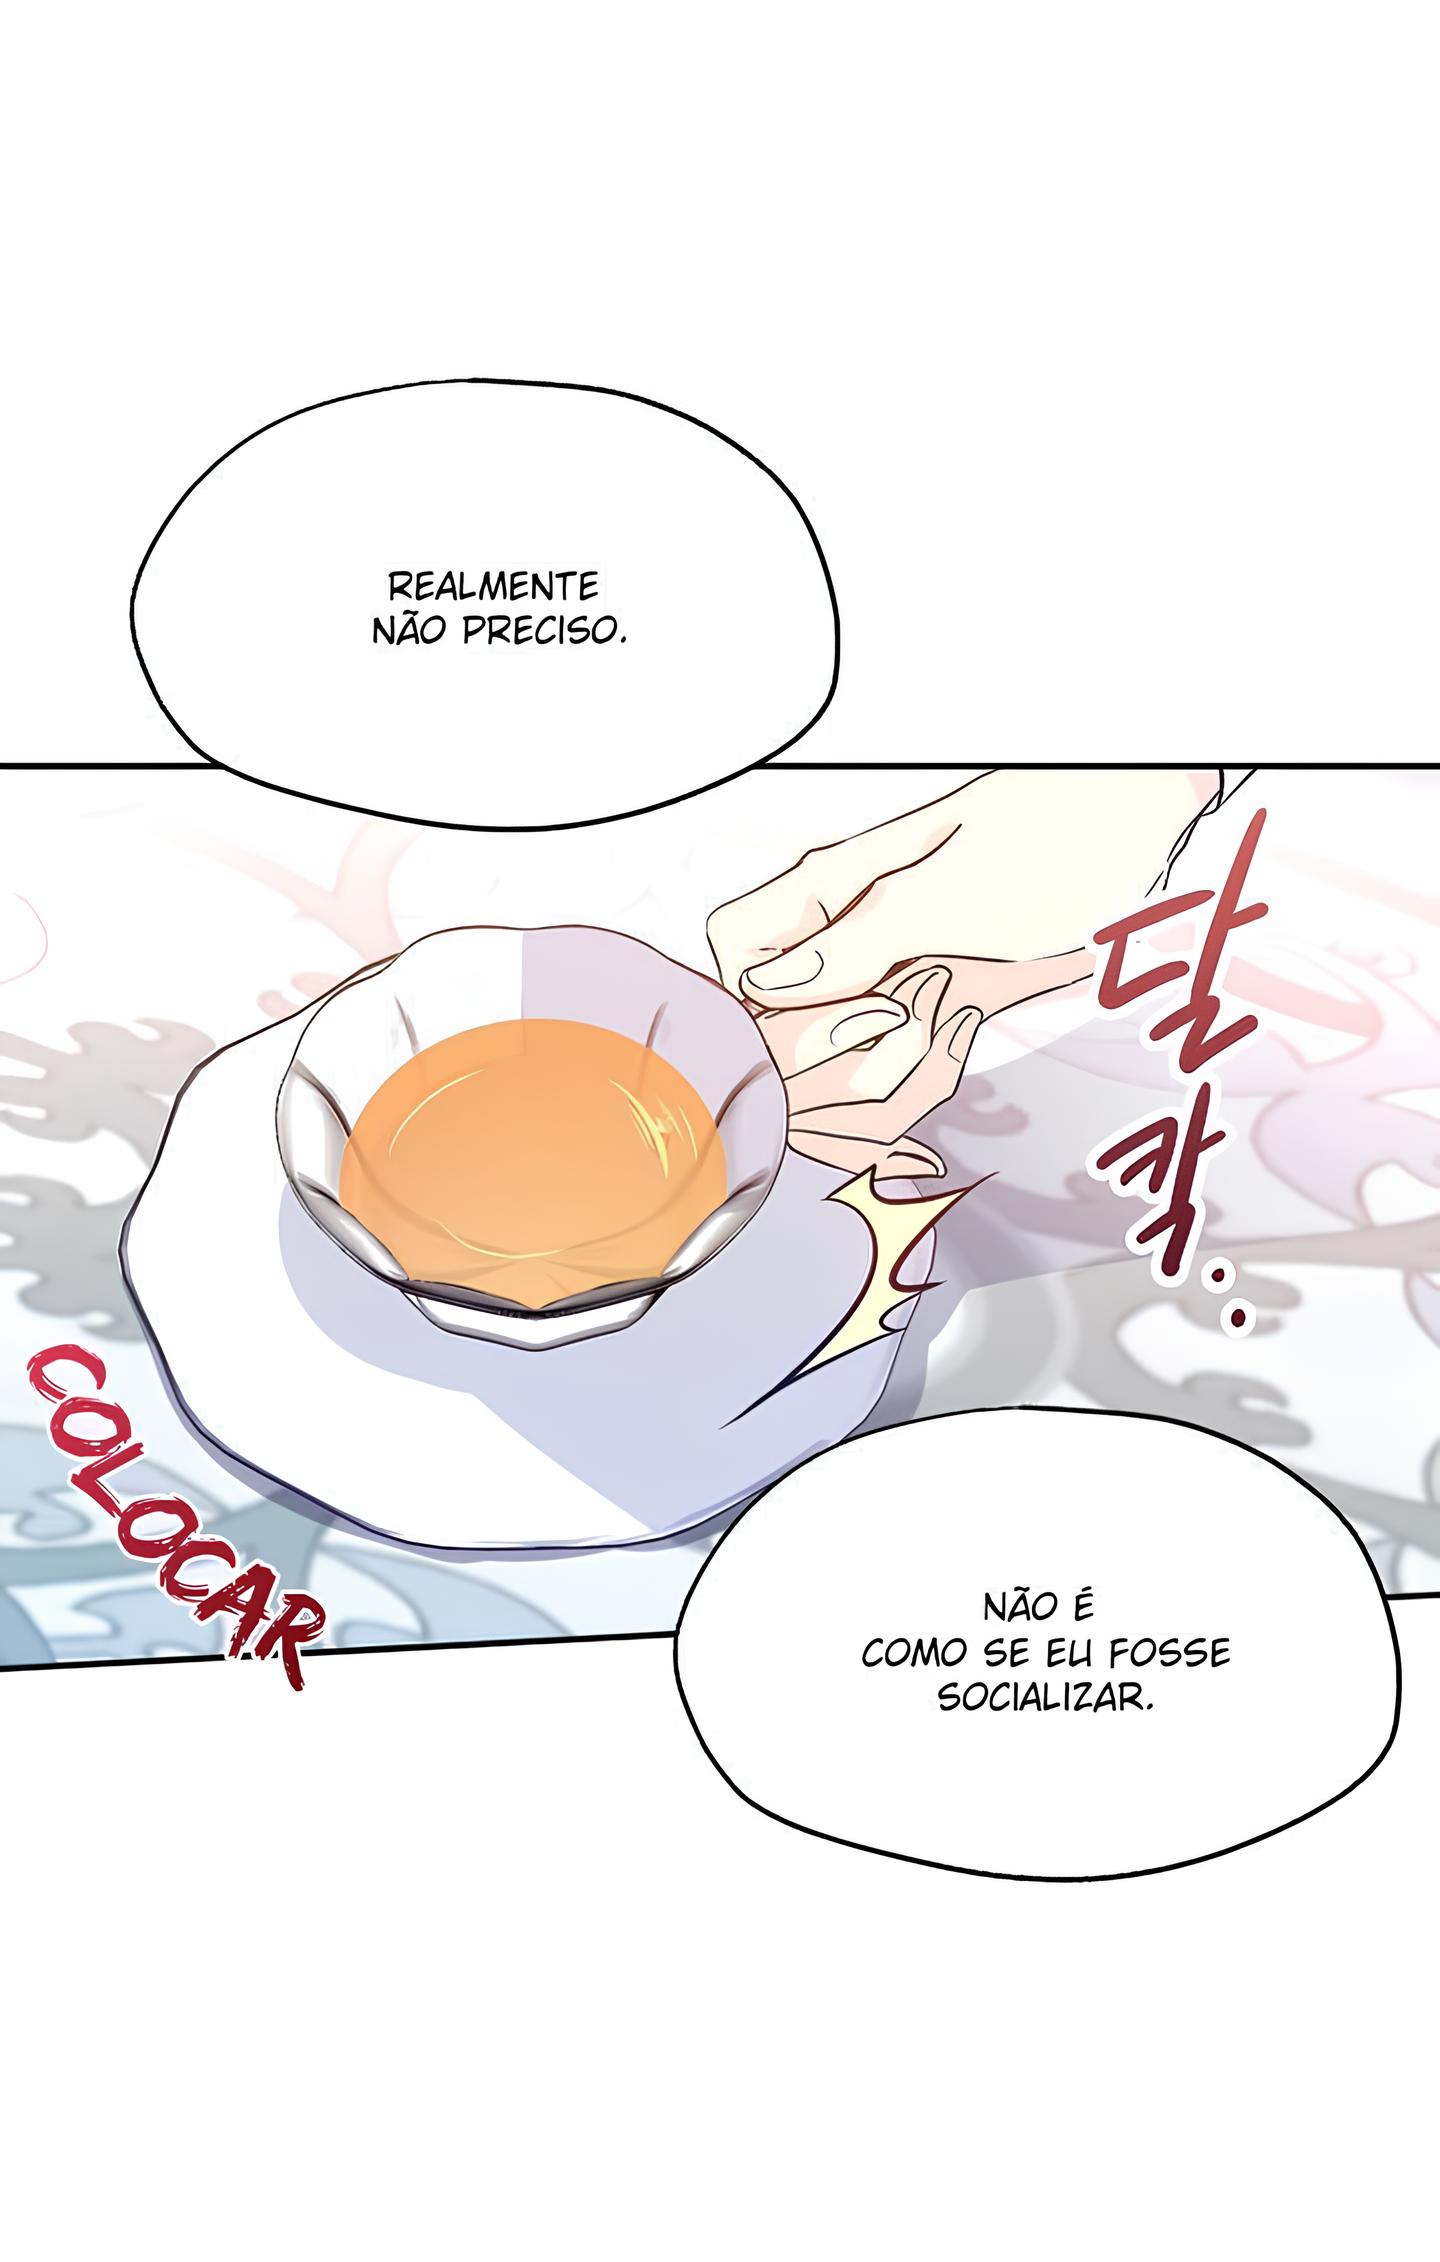 REALMENTE
NÃO PRECISO.
달
칵..
COLOCAR
NÃO É
COMO SE EU FOSSE
SOCIALIZAR.